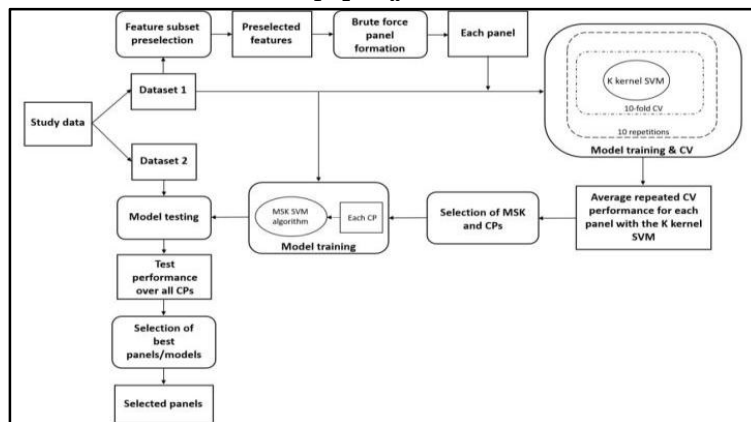 Feature subset
preselection
Preselected
features
Brute force
panel
formation
Each panel
Dataset 1
Study data
Dataset 2
K kernel SVM
10-fold CV
10 repetitions
Model training & CV
Average repeated CV
performance for each
panel with the K kernel
SVM
Selection of MSK
and CPs
MSK SVM
algorithm
Each CP
Model training
Model testing
Test
performance
over all CPs
Selection of
best
panels/models
Selected panels